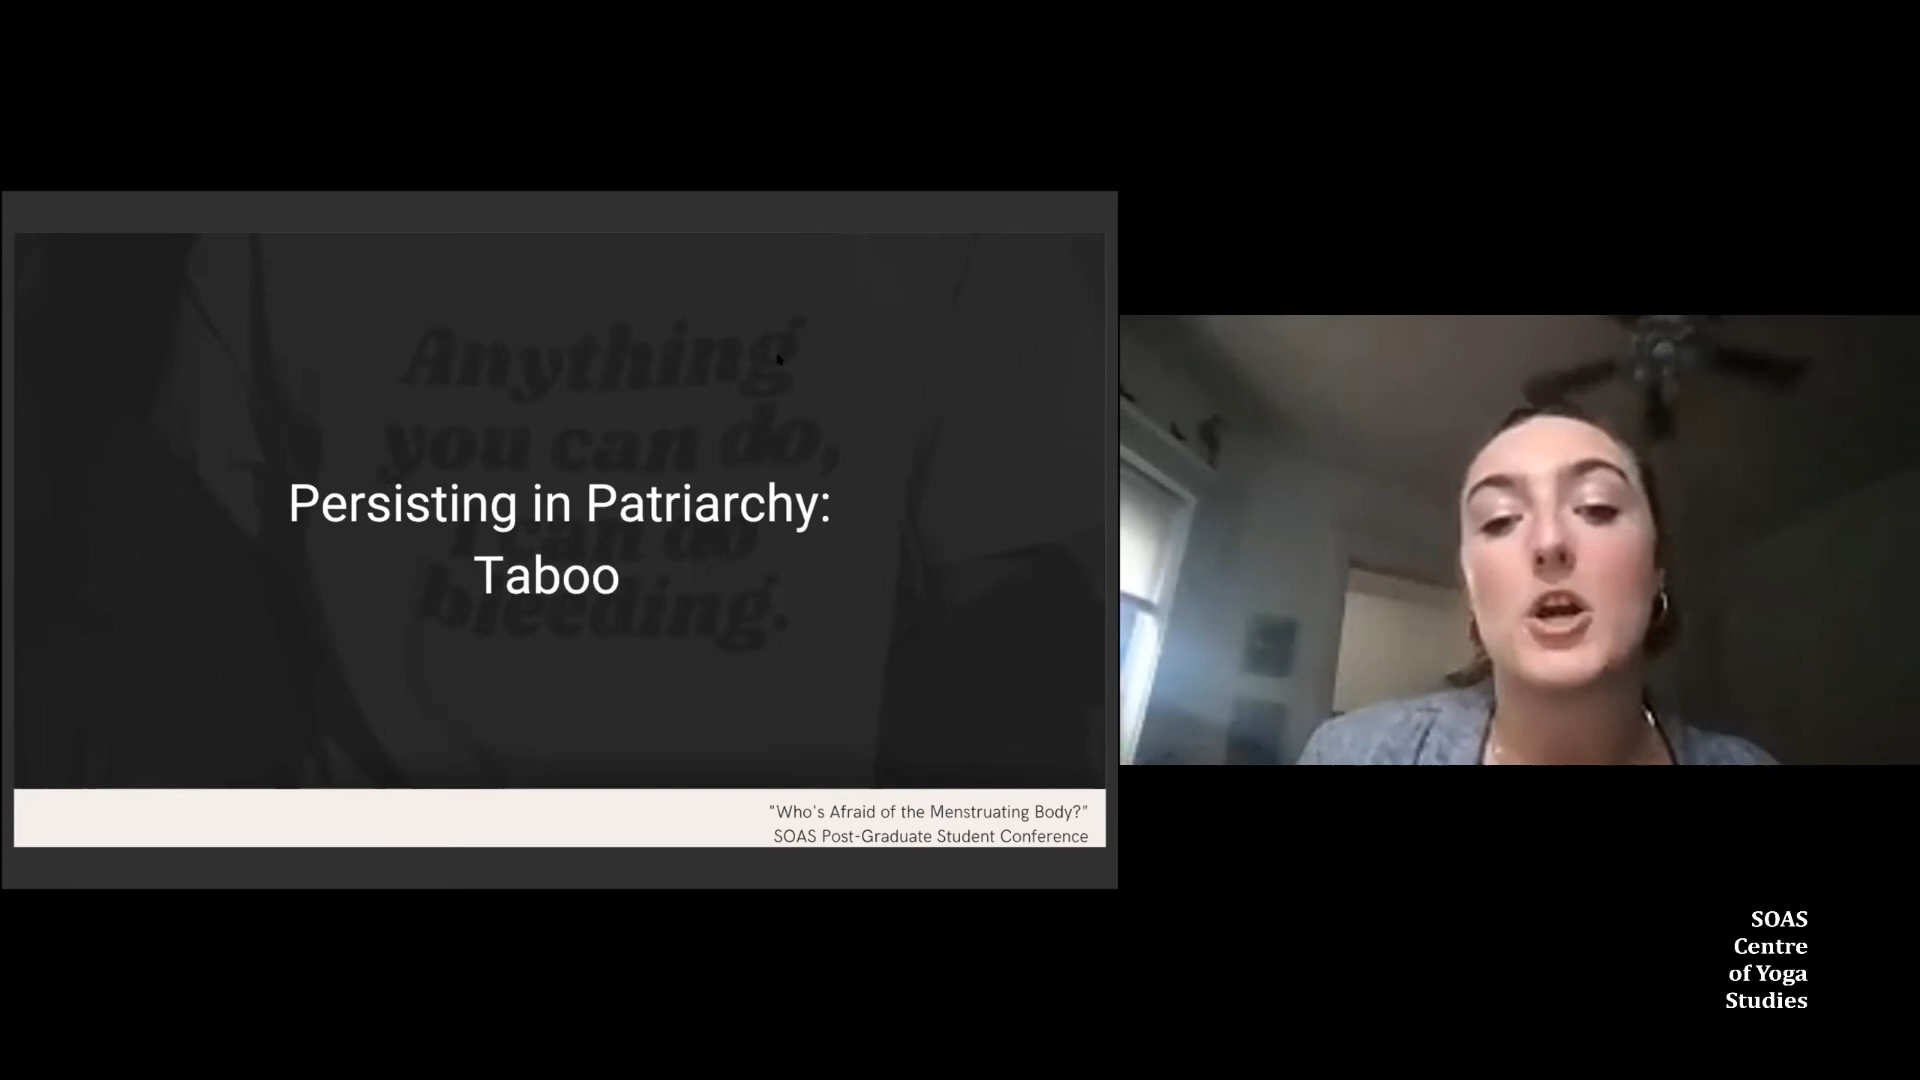 Anything
you can do,
Persisting in Patriarchy:
I can do
Taboo
bleeding.
"Who's Afraid of the Menstruating Body?"
SOAS Post-Graduate Student Conference
SOAS
Centre
of Yoga
Studies